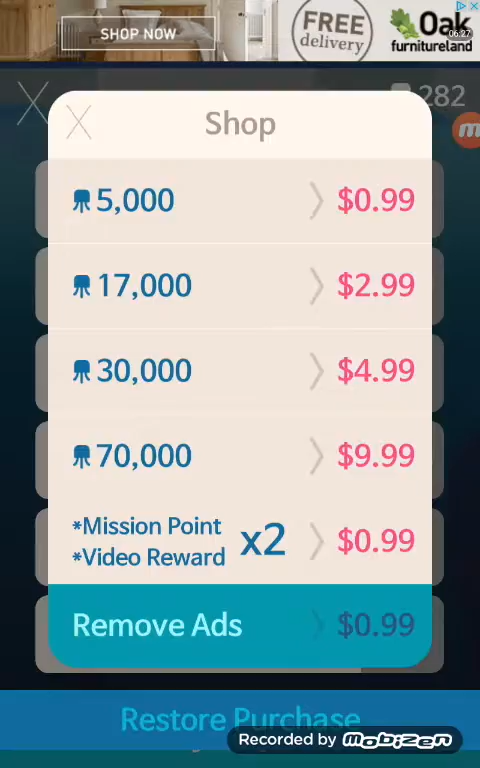 SHOP NOW
FREE
delivery
Oak
furnitureland
06:27
282
Shop
5,000 $0.99
17,000 $2.99
30,000 $4.99
70,000 $9.99
*Mission Point
*Video Reward x2 $0.99
Remove Ads $0.99
Restore Purchase
Recorded by mobizen